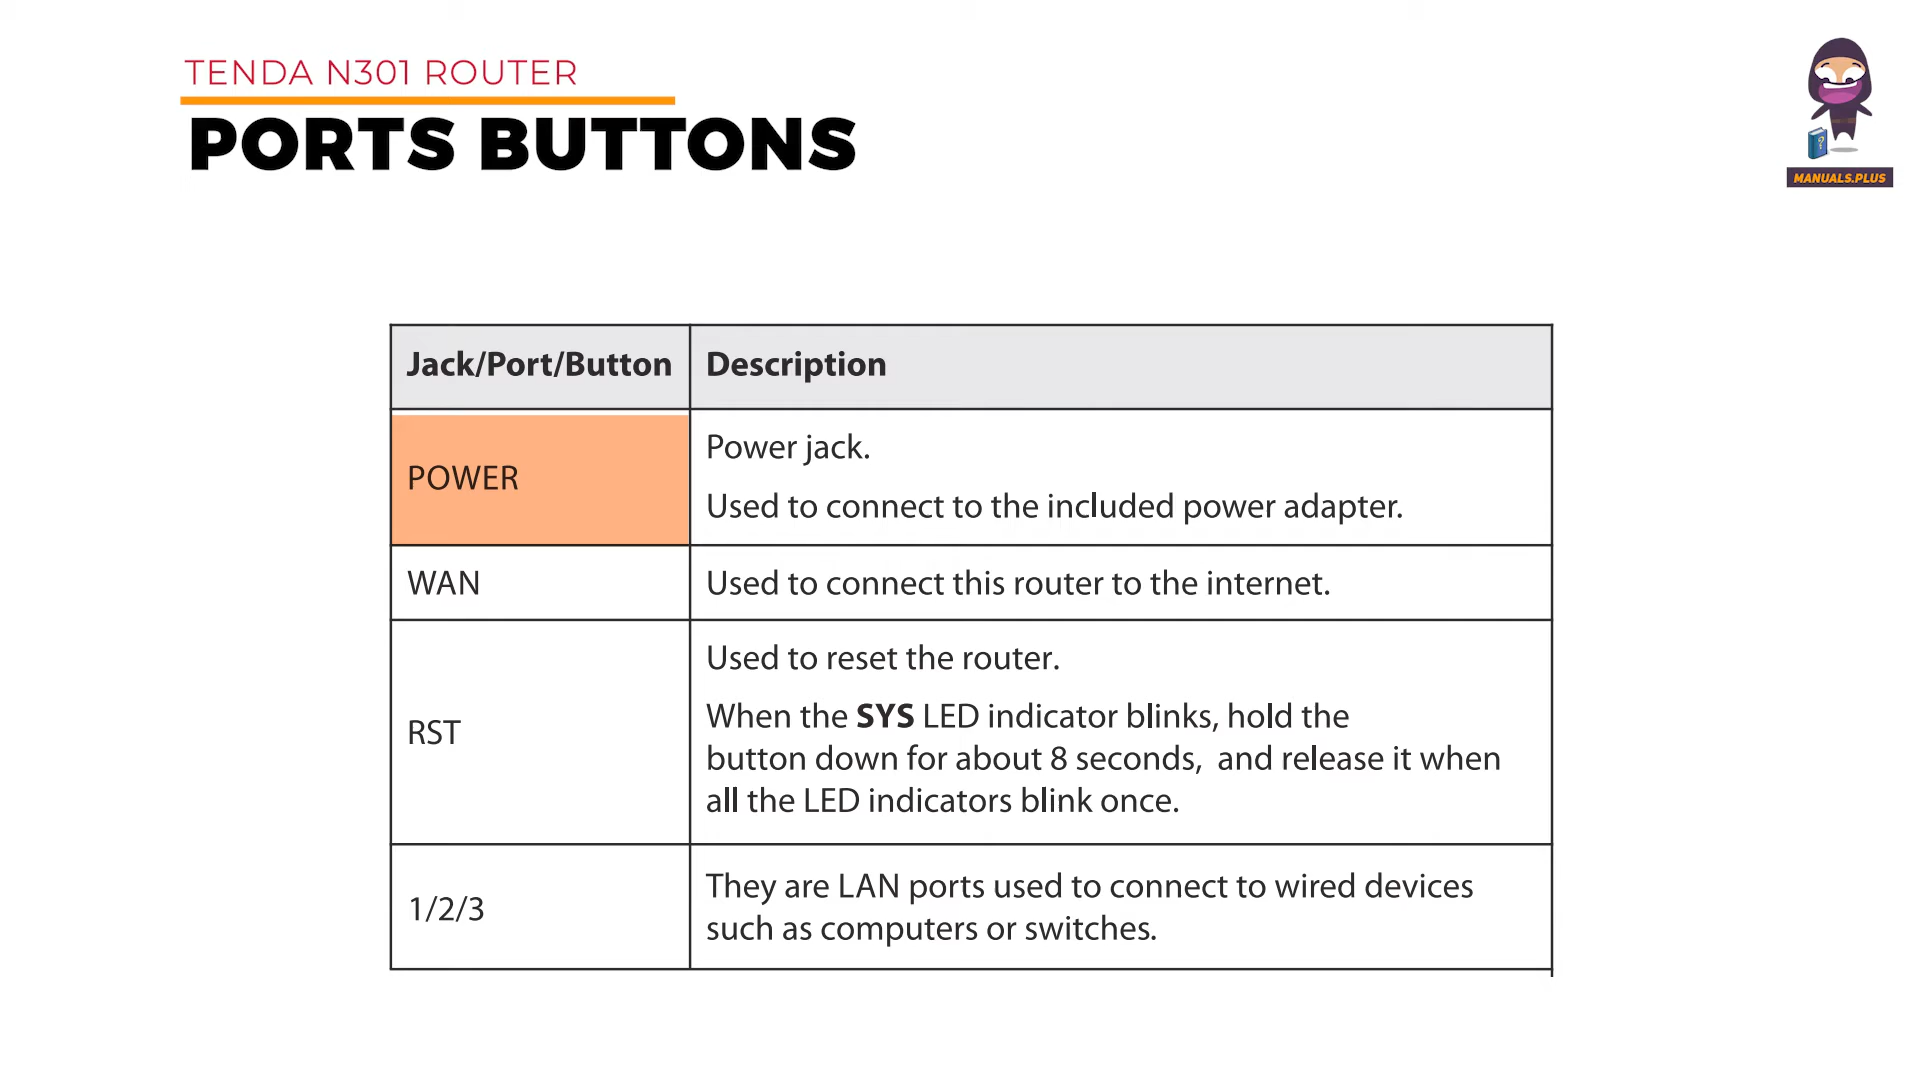 TENDA N301 ROUTER
PORTS BUTTONS
MANUALS.PLUS
Jack/Port/Button
Description
POWER
Power jack.
Used to connect to the included power adapter.
WAN
Used to connect this router to the internet.
RST
Used to reset the router.
When the SYS LED indicator blinks, hold the
button down for about 8 seconds,  and release it when
all the LED indicators blink once.
1/2/3
They are LAN ports used to connect to wired devices
such as computers or switches.